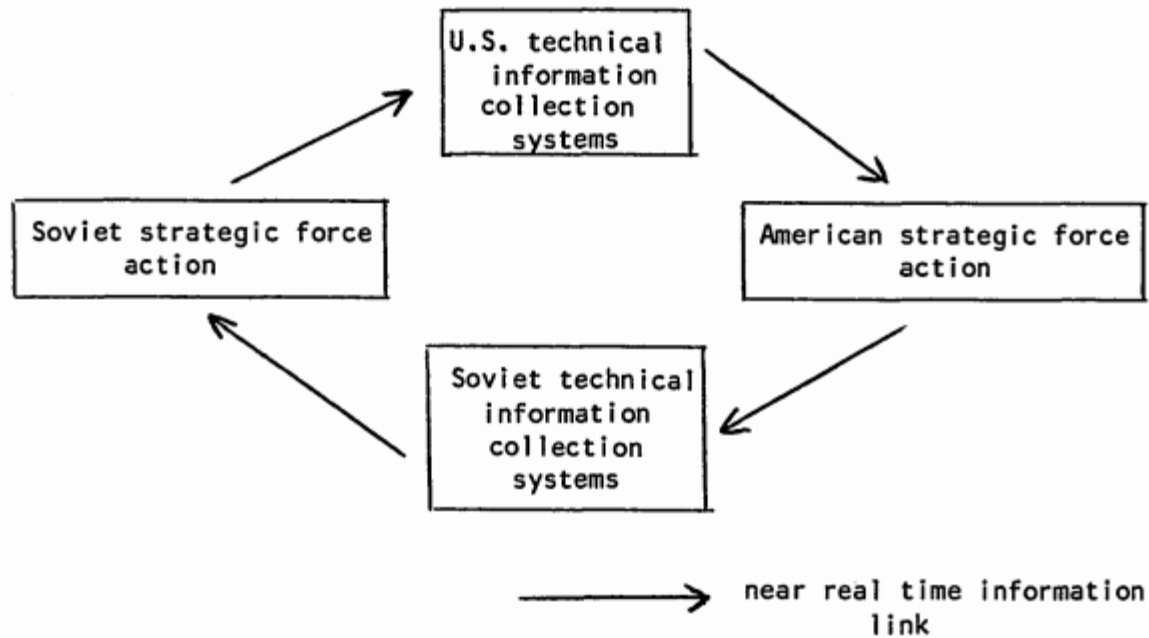 U.S. technical
information
collection
systems
Soviet strategic force
action
American strategic force
action
Soviet technical
information
collection
systems
near real time information
link